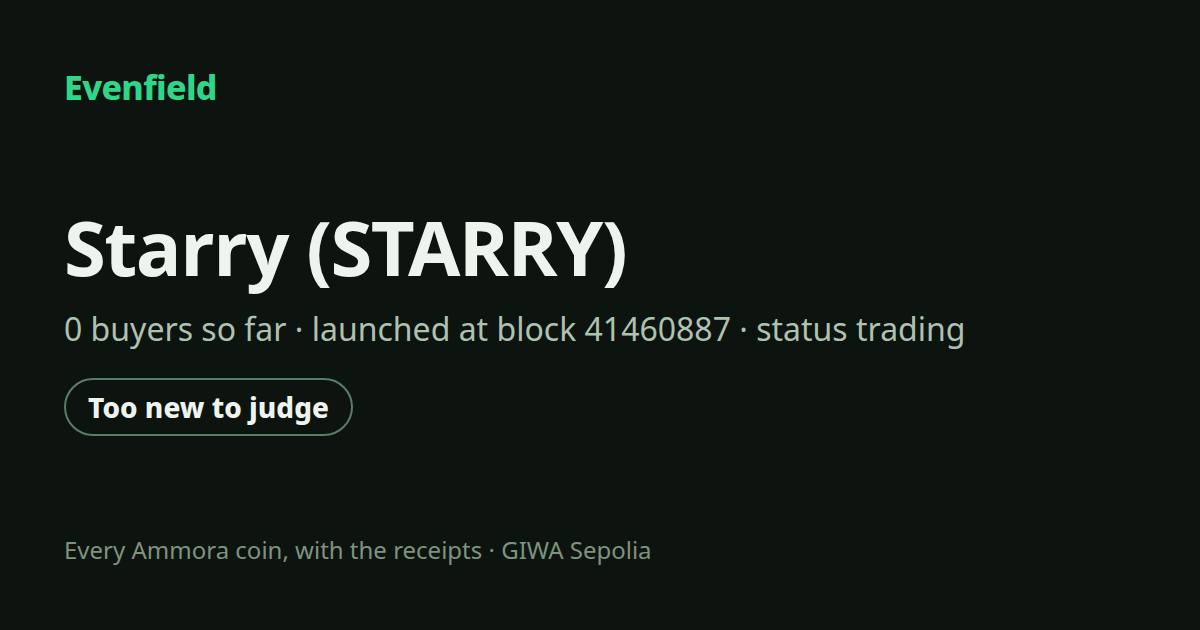 Evenfield
Starry (STARRY)
0 buyers so far · launched at block 41460887 · status trading
Too new to judge
Every Ammora coin, with the receipts · GIWA Sepolia